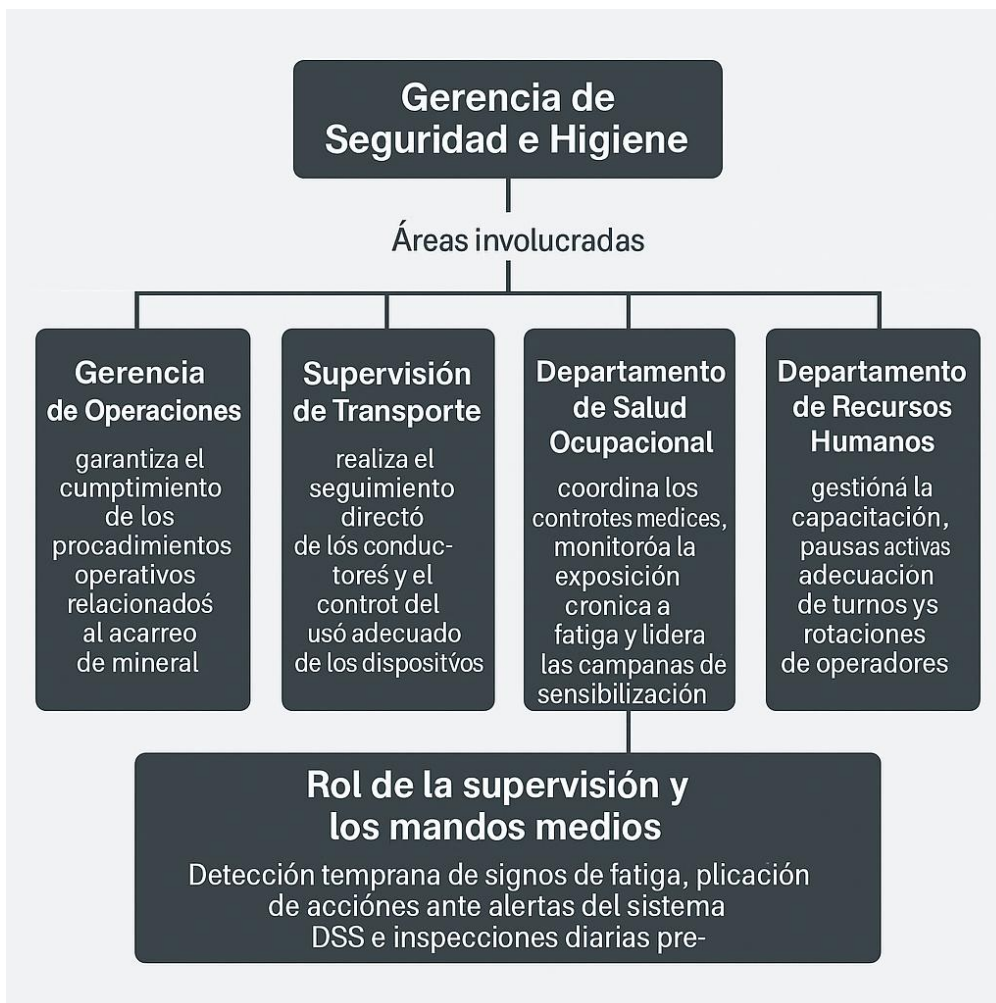 Gerencia de
Seguridad e Higiene
Áreas involucradas
Gerencia
de Operaciones
garantiza el
cumptimiento
de los
procadimientos
operativos
relacionadoś
al acarreo
de mineral
Supervisión
de Transporte
realiza el
seguimiento
directó
de lós conduc-
toreś y el
controt del
usó adecuado
de los dispositívos
Departamento
de Salud
Ocupacional
coordina los
controtes medices,
monitoróa la
exposición
cronica a
fatiga y lidera
las campanas de
sensibilización
Departamento
de Recursos
Humanos
gestióná la
capacitación,
pausas activas
adecuación
de turnos ys
rotaciones
de operadores
Rol de la supervisión y
los mandos medios
Detección temprana de signos de fatiga, plicación
de acciónes ante alertas del sistema
DSS e inspecciones diarias pre-